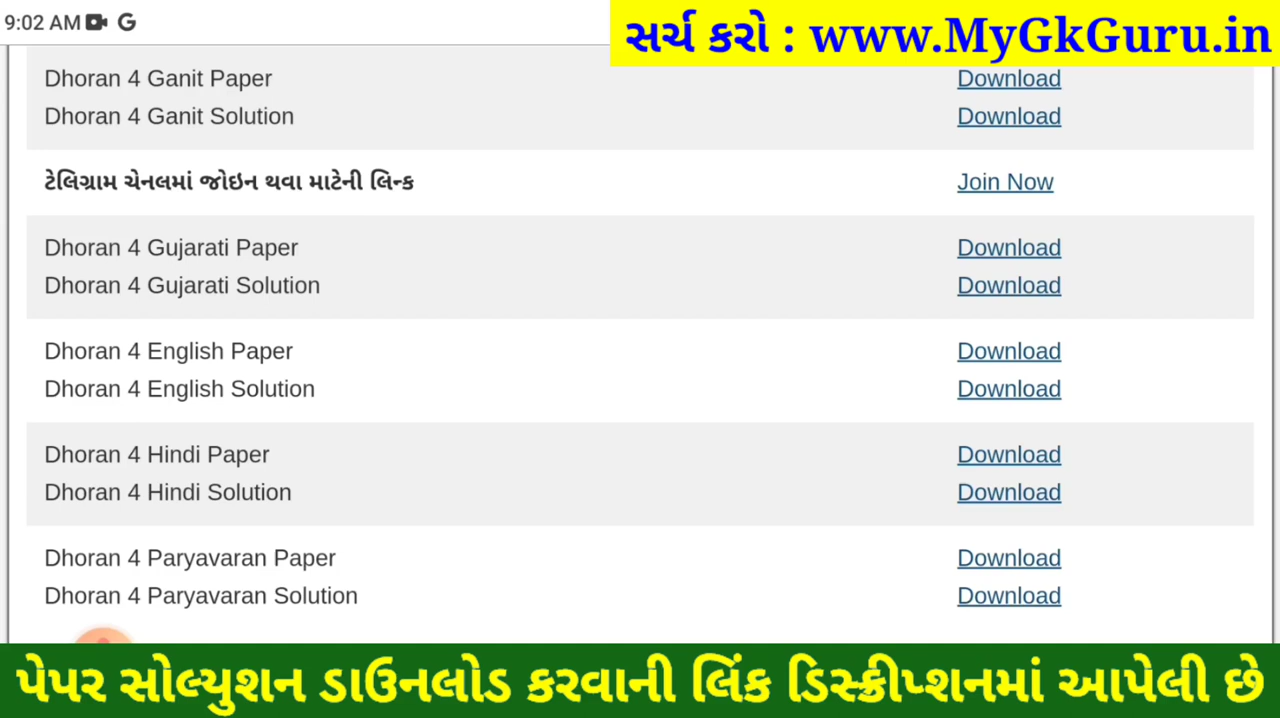 9:02 AM
સર્ચ કરો : www.MyGkGuru.in
Dhoran 4 Ganit Paper Download
Dhoran 4 Ganit Solution Download
ટેલિગ્રામ ચેનલમાં જોઇન થવા માટેની લિન્ક Join Now
Dhoran 4 Gujarati Paper Download
Dhoran 4 Gujarati Solution Download
Dhoran 4 English Paper Download
Dhoran 4 English Solution Download
Dhoran 4 Hindi Paper Download
Dhoran 4 Hindi Solution Download
Dhoran 4 Paryavaran Paper Download
Dhoran 4 Paryavaran Solution Download
પેપર સોલ્યુશન ડાઉનલોડ કરવાની લિંક ડિસ્ક્રીપ્શનમાં આપેલી છે